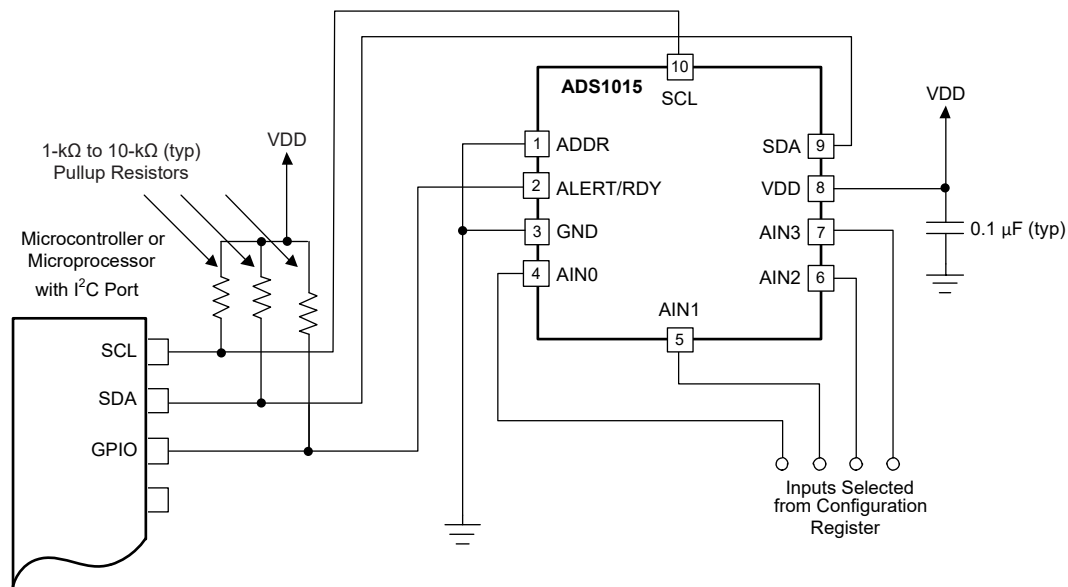 10
ADS1015
SCL
VDD
1-kΩ to 10-kΩ (typ)
Pullup Resistors
VDD
1 ADDR
SDA 9
2 ALERT/RDY
VDD 8
3 GND
AIN3 7
0.1 µF (typ)
Microcontroller or
Microprocessor
with I²C Port
4 AIN0
AIN2 6
AIN1
5
SCL
SDA
GPIO
Inputs Selected
from Configuration
Register